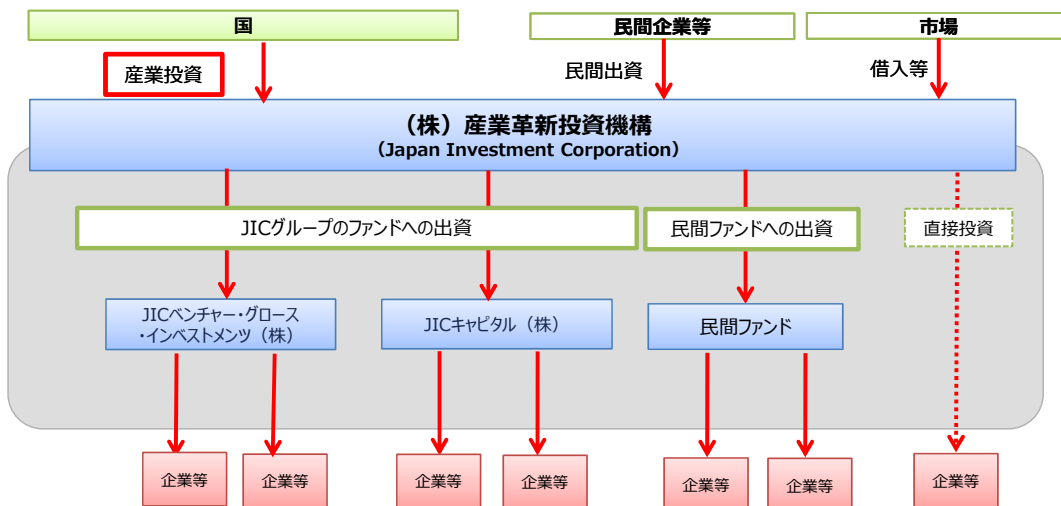 国
民間企業等
市場
産業投資
民間出資
借入等
（株）産業革新投資機構
（Japan Investment Corporation）
JICグループのファンドへの出資
民間ファンドへの出資
直接投資
JICベンチャー・グロース
・インベストメンツ（株）
JICキャピタル（株）
民間ファンド
企業等
企業等
企業等
企業等
企業等
企業等
企業等